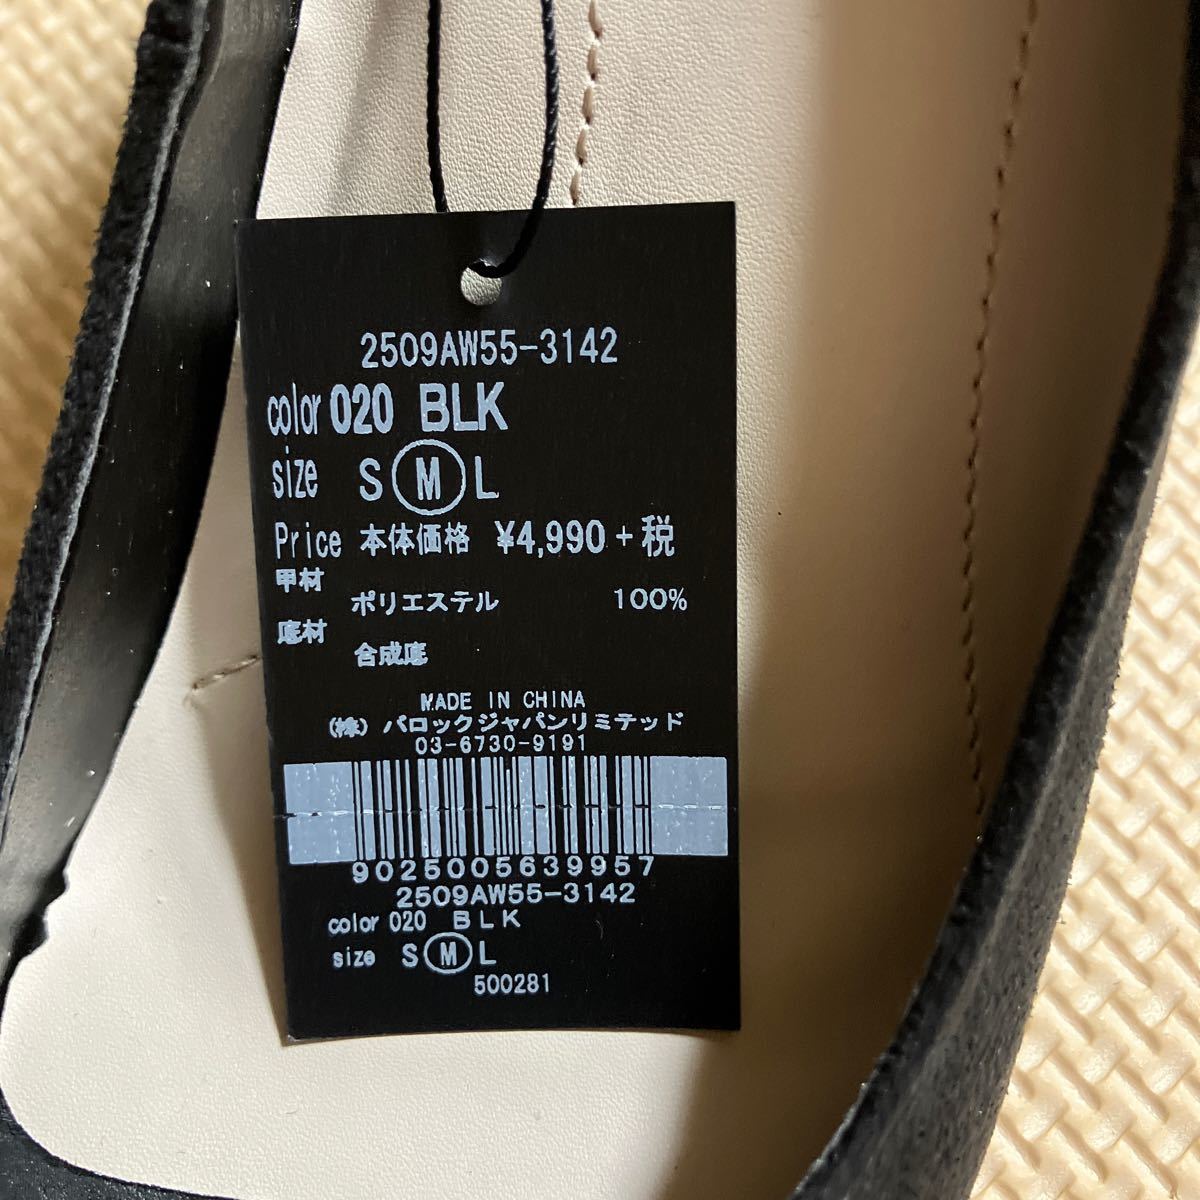 2509AW55-3142
color 020 BLK
size S M L
Price 本体価格 ¥4,990+税
甲材
ポリエステル 100%
底材
合成底
MADE IN CHINA
(株)バロックジャパンリミテッド
03-6730-9191
9025005639957
2509AW55-3142
color 020 BLK
size S M L
500281